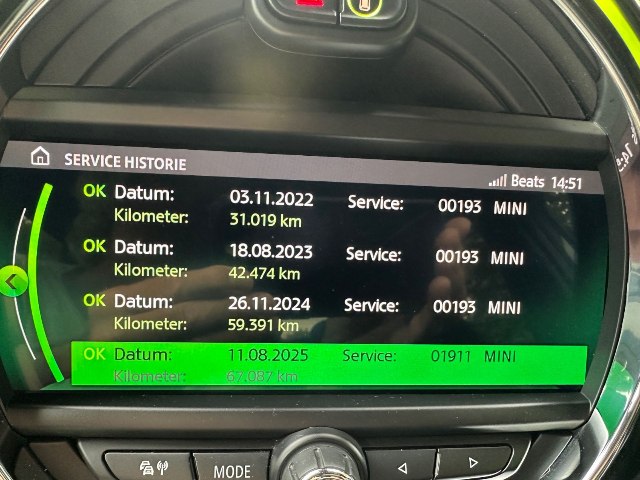 SERVICE HISTORIE
Beats 14:51
OK Datum: 03.11.2022 Service: 00193 MINI
Kilometer: 31.019 km
OK Datum: 18.08.2023 Service: 00193 MINI
Kilometer: 42.474 km
OK Datum: 26.11.2024 Service: 00193 MINI
Kilometer: 59.391 km
OK Datum: 11.08.2025 Service: 01911 MINI
Kilometer: 67.087 km
MODE